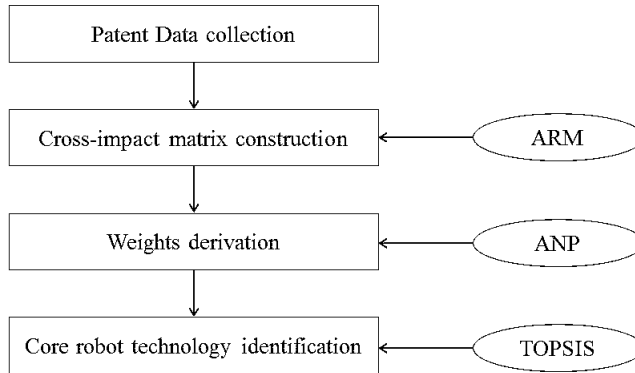 Patent Data collection
Cross-impact matrix construction
ARM
Weights derivation
ANP
Core robot technology identification
TOPSIS